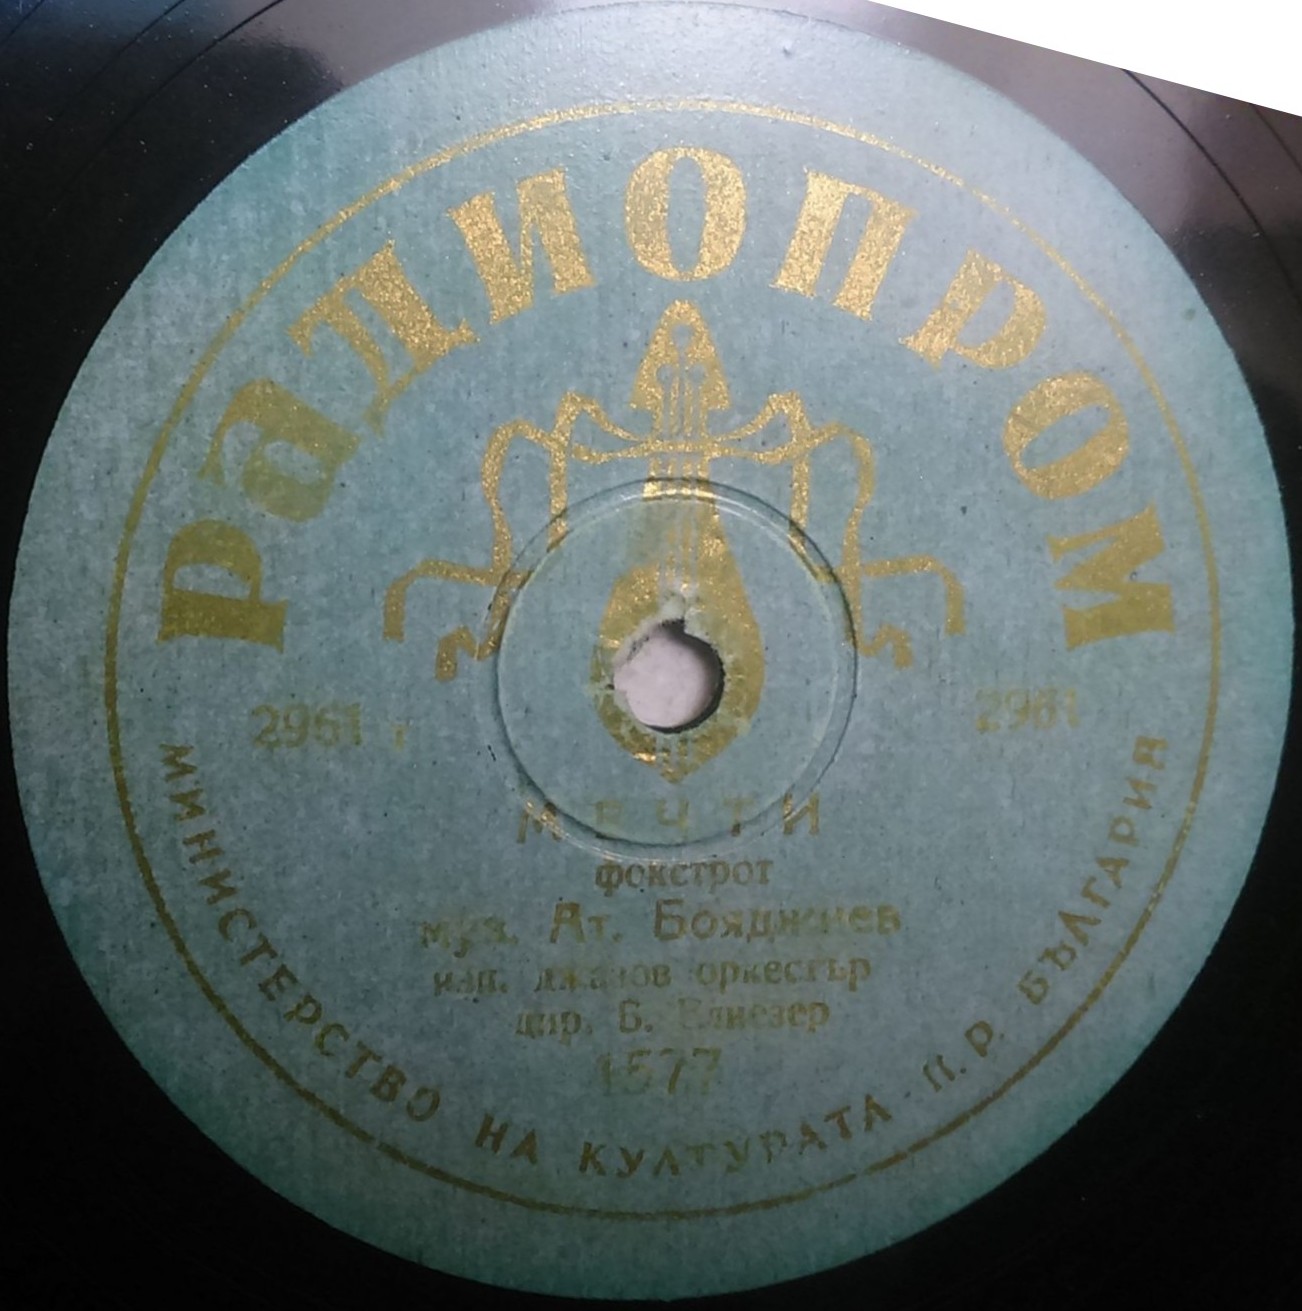 Радиопром
2961
2961
МЕЧТИ
фокстрот
муз. Ат. Бояджиев
изп. джазов оркестър
дир. Б. Елиезер
1577
МИНИСТЕРСТВО НА КУЛТУРАТА П. Р. БЪЛГАРИЯ